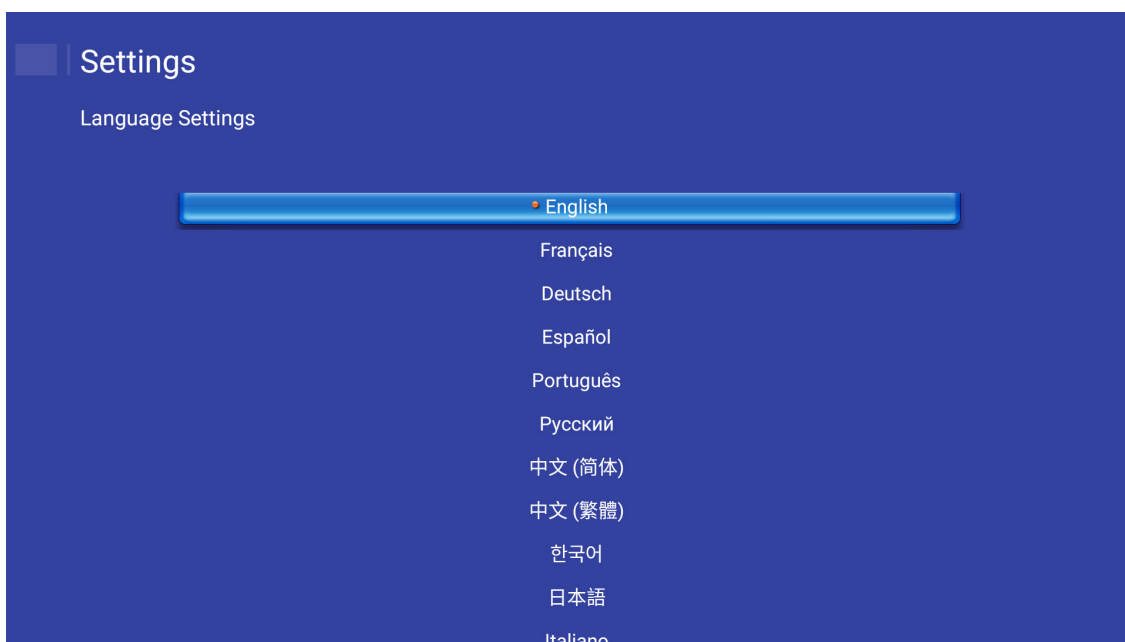 Settings
Language Settings
English
Français
Deutsch
Español
Português
Русский
中文 (简体)
中文 (繁體)
한국어
日本語
Italiano